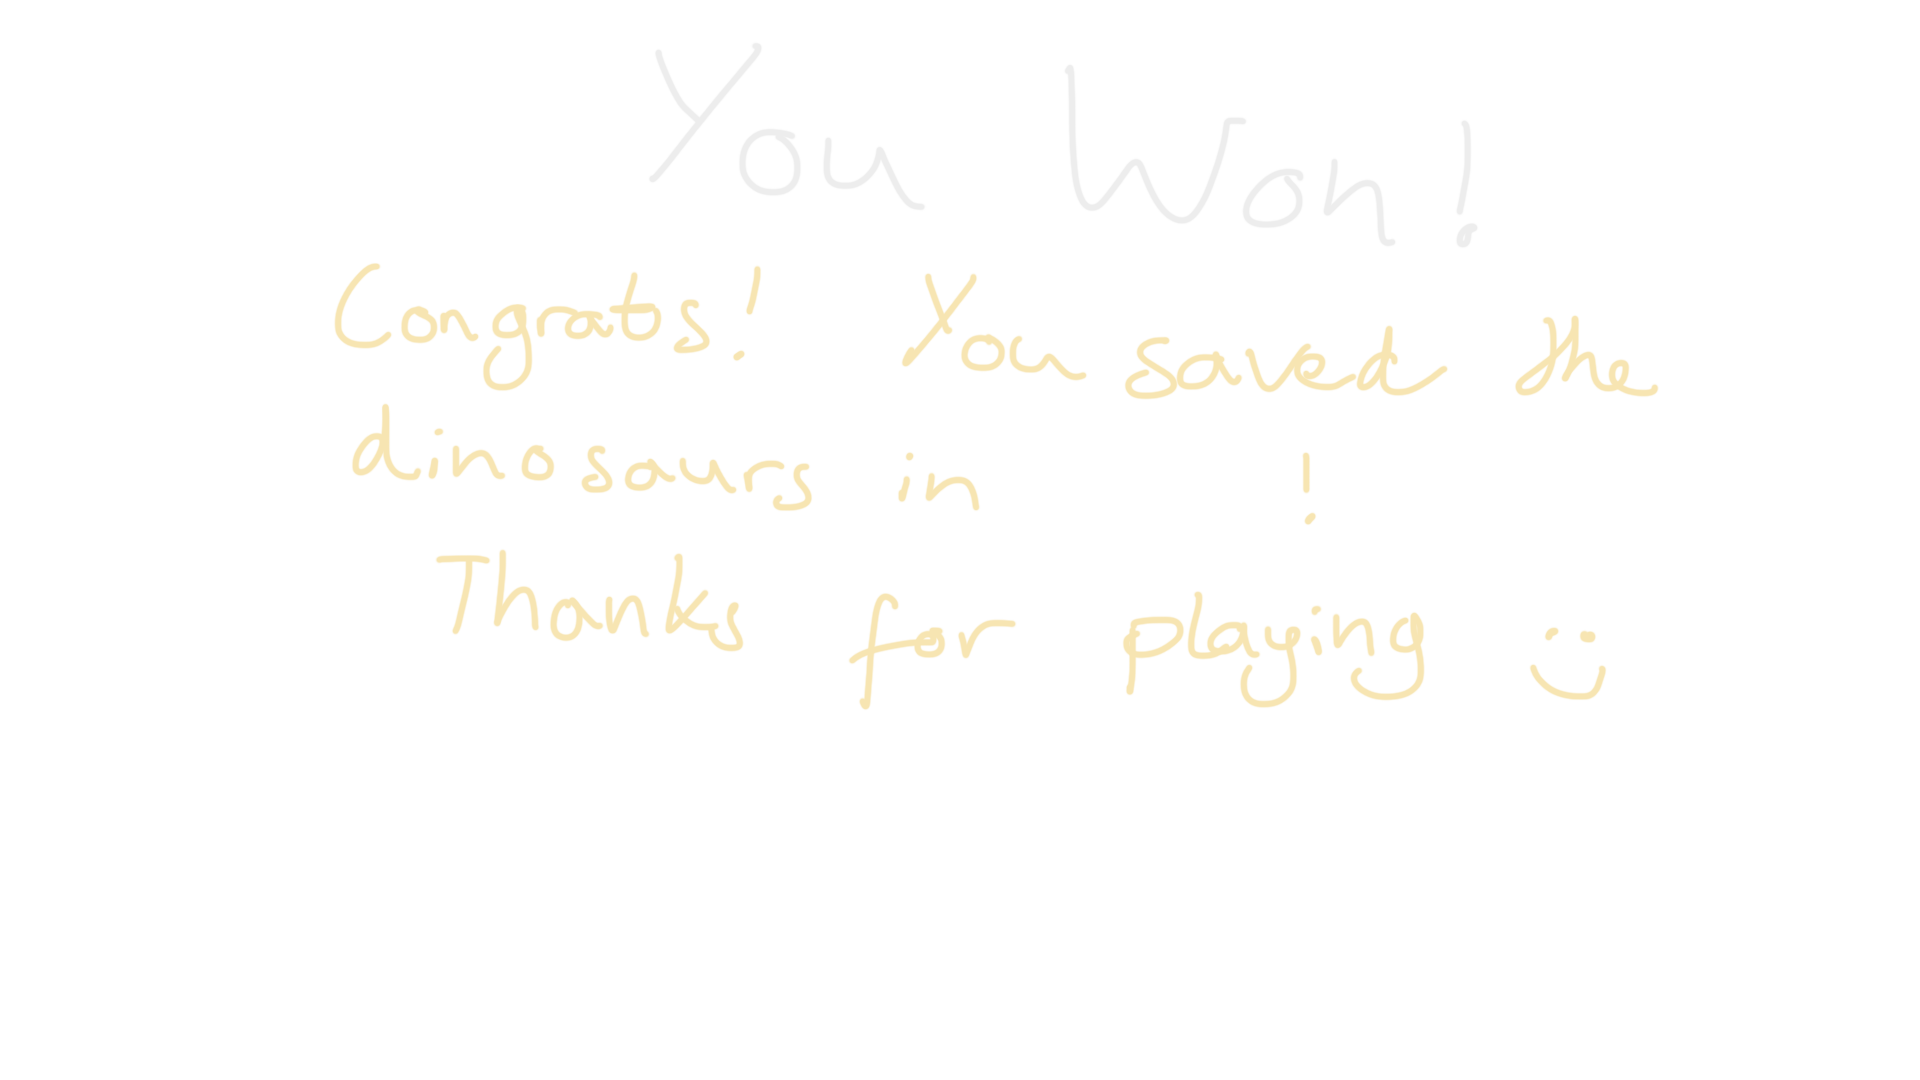 You Won!
Congrats! You saved the
dinosaurs in !
Thanks for playing :)